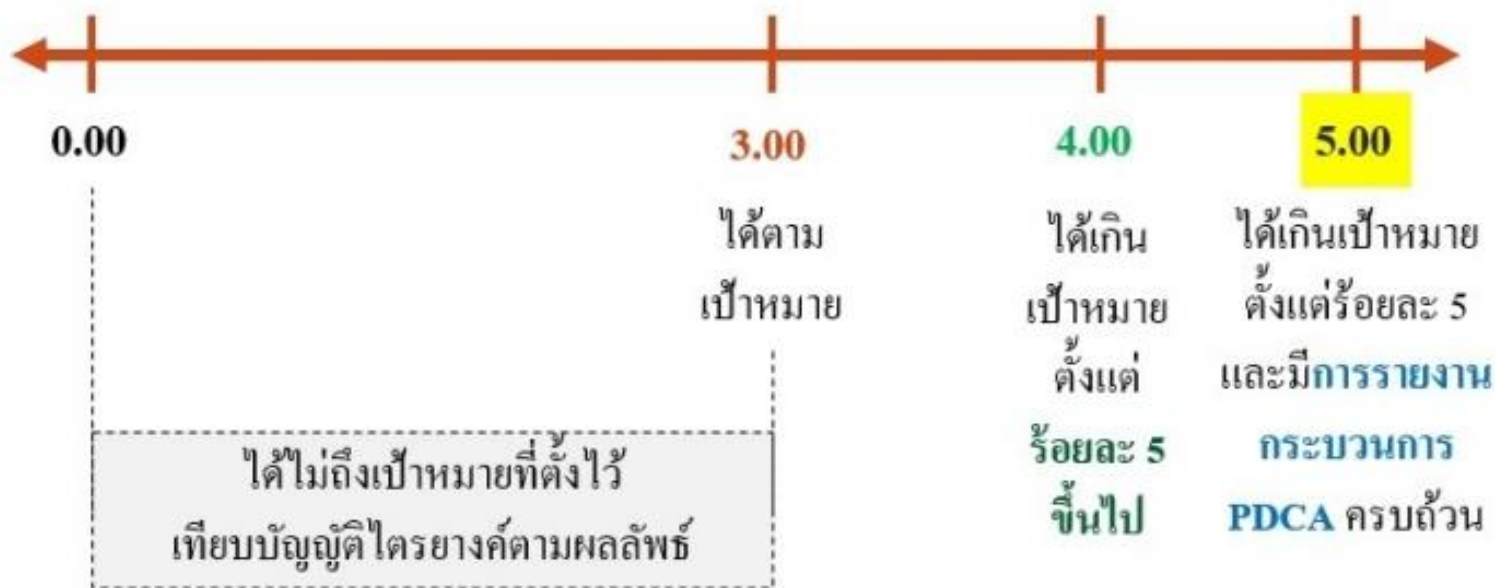 0.00
3.00
4.00
5.00
ได้ตาม
เป้าหมาย
ได้เกิน
เป้าหมาย
ตั้งแต่
ร้อยละ 5
ขึ้นไป
ได้เกินเป้าหมาย
ตั้งแต่ร้อยละ 5
และมีการรายงาน
กระบวนการ
PDCA ครบถ้วน
ได้ไม่ถึงเป้าหมายที่ตั้งไว้
เทียบบัญญัติไตรยางค์ตามผลลัพธ์